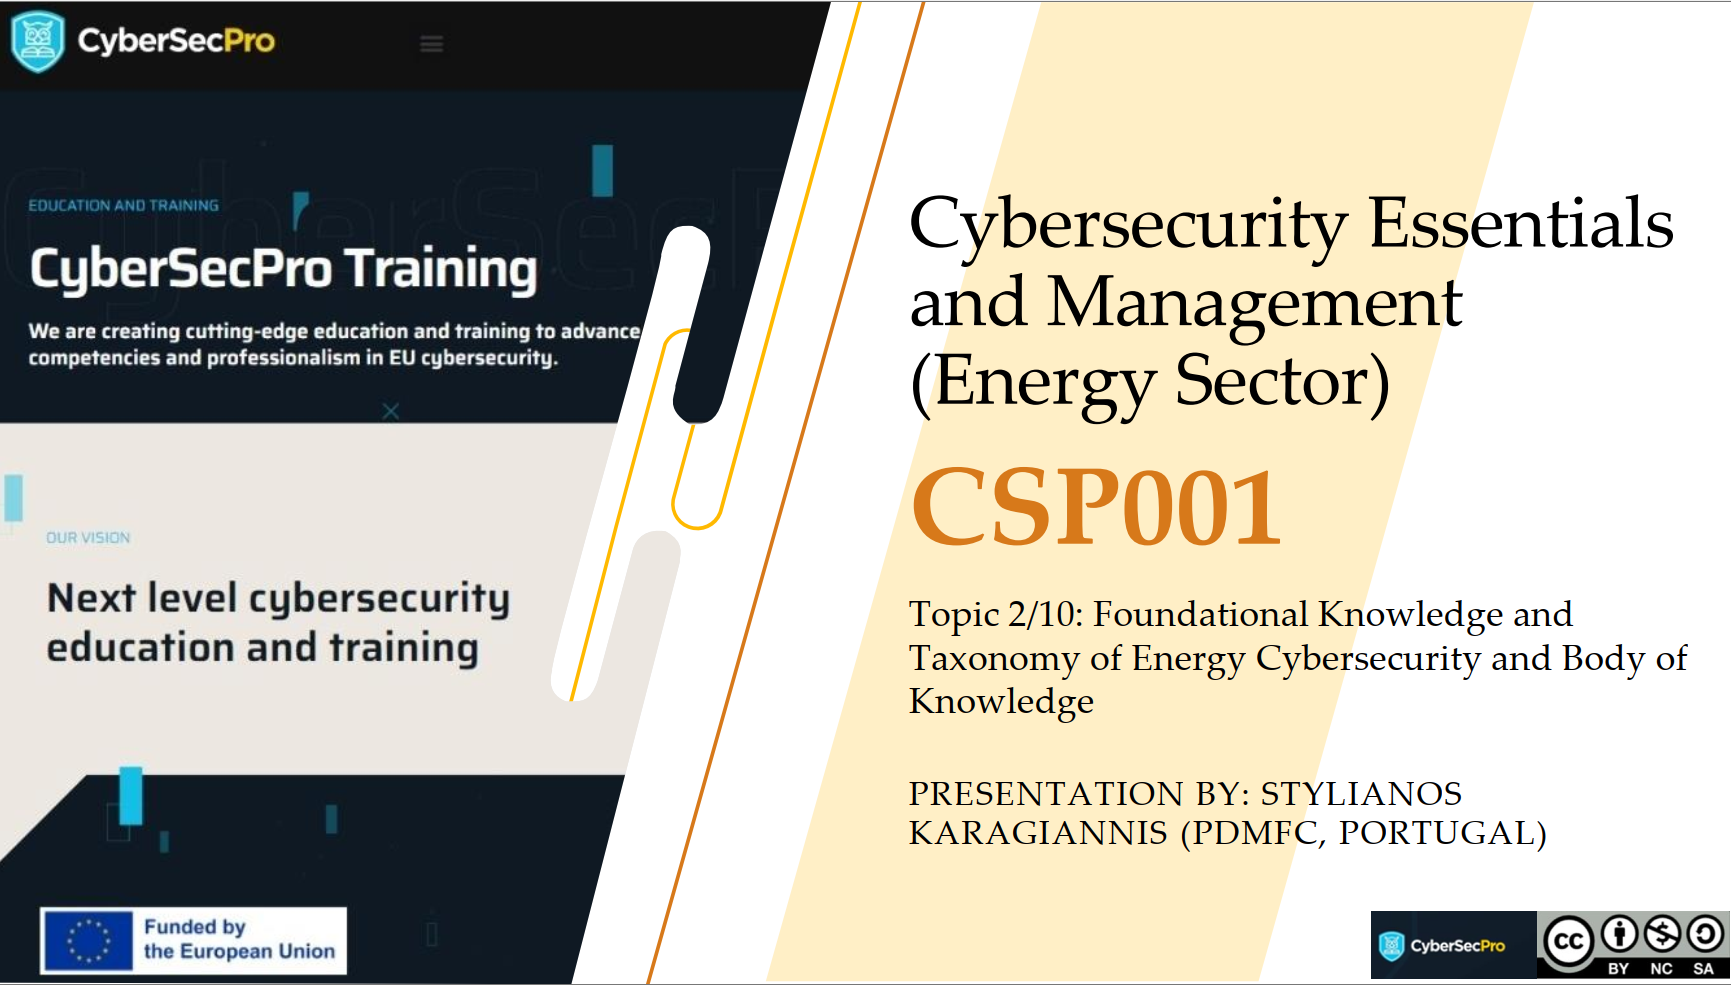 CyberSecPro
EDUCATION AND TRAINING
CyberSecPro Training
We are creating cutting-edge education and training to advance
competencies and professionalism in EU cybersecurity.
OUR VISION
Next level cybersecurity
education and training
Funded by
the European Union
Cybersecurity Essentials
and Management
(Energy Sector)
CSP001
Topic 2/10: Foundational Knowledge and
Taxonomy of Energy Cybersecurity and Body of
Knowledge
PRESENTATION BY: STYLIANOS
KARAGIANNIS (PDMFC, PORTUGAL)
CyberSecPro
cc
BY NC SA